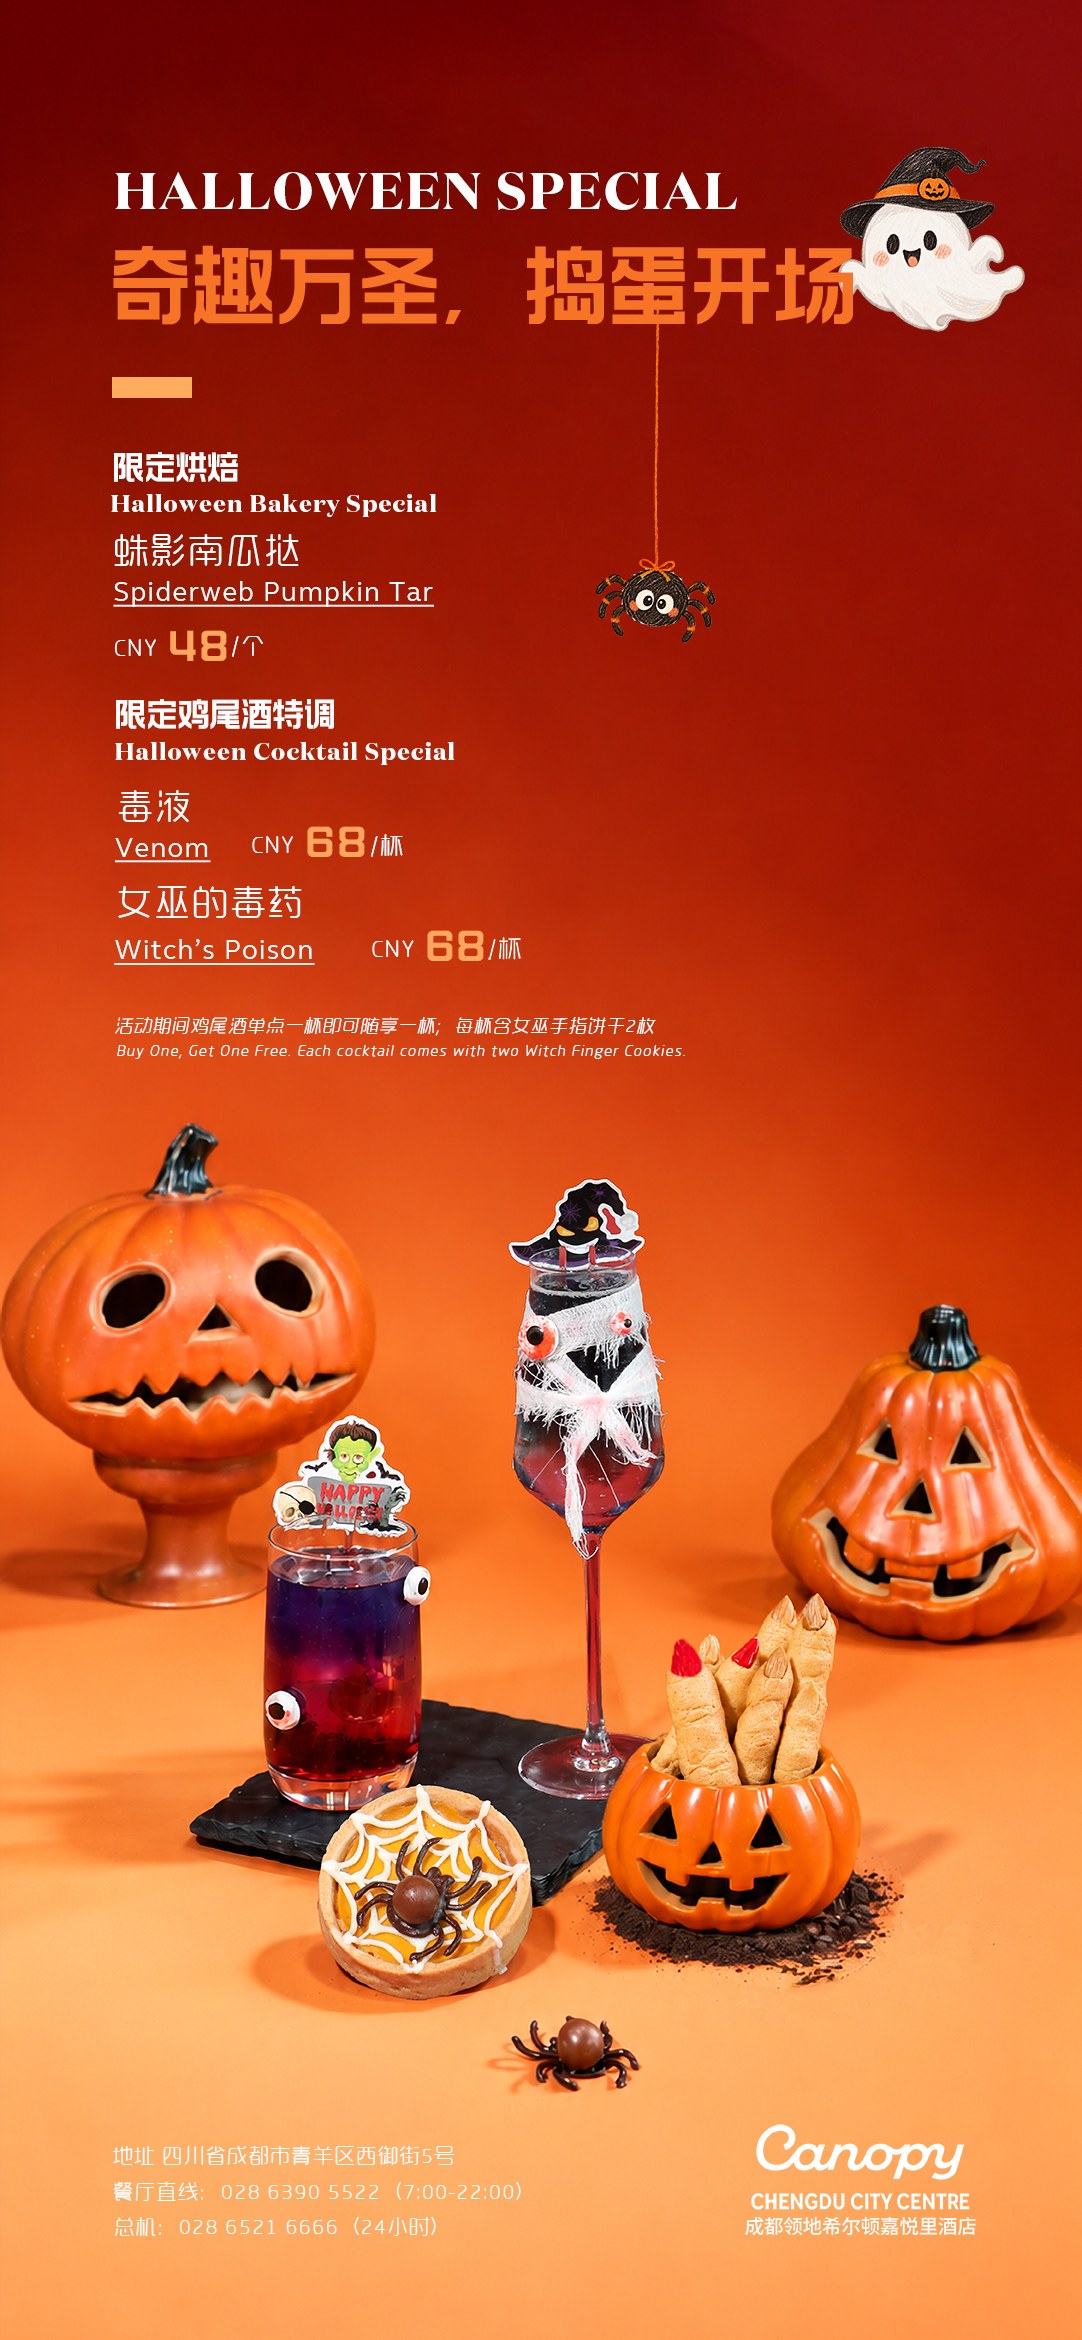 HALLOWEEN SPECIAL
奇趣万圣，捣蛋开场
限定烘焙
Halloween Bakery Special
蛛影南瓜挞
Spiderweb Pumpkin Tar
CNY 48/个
限定鸡尾酒特调
Halloween Cocktail Special
毒液
Venom CNY 68/杯
女巫的毒药
Witch’s Poison CNY 68/杯
活动期间鸡尾酒单点一杯即可随享一杯；每杯含女巫手指饼干2枚
Buy One, Get One Free. Each cocktail comes with two Witch Finger Cookies.
HAPPY
HALLOWEEN
地址 四川省成都市青羊区西御街5号
餐厅直线：028 6390 5522（7:00-22:00）
总机：028 6521 6666（24小时）
Canopy
CHENGDU CITY CENTRE
成都领地希尔顿嘉悦里酒店